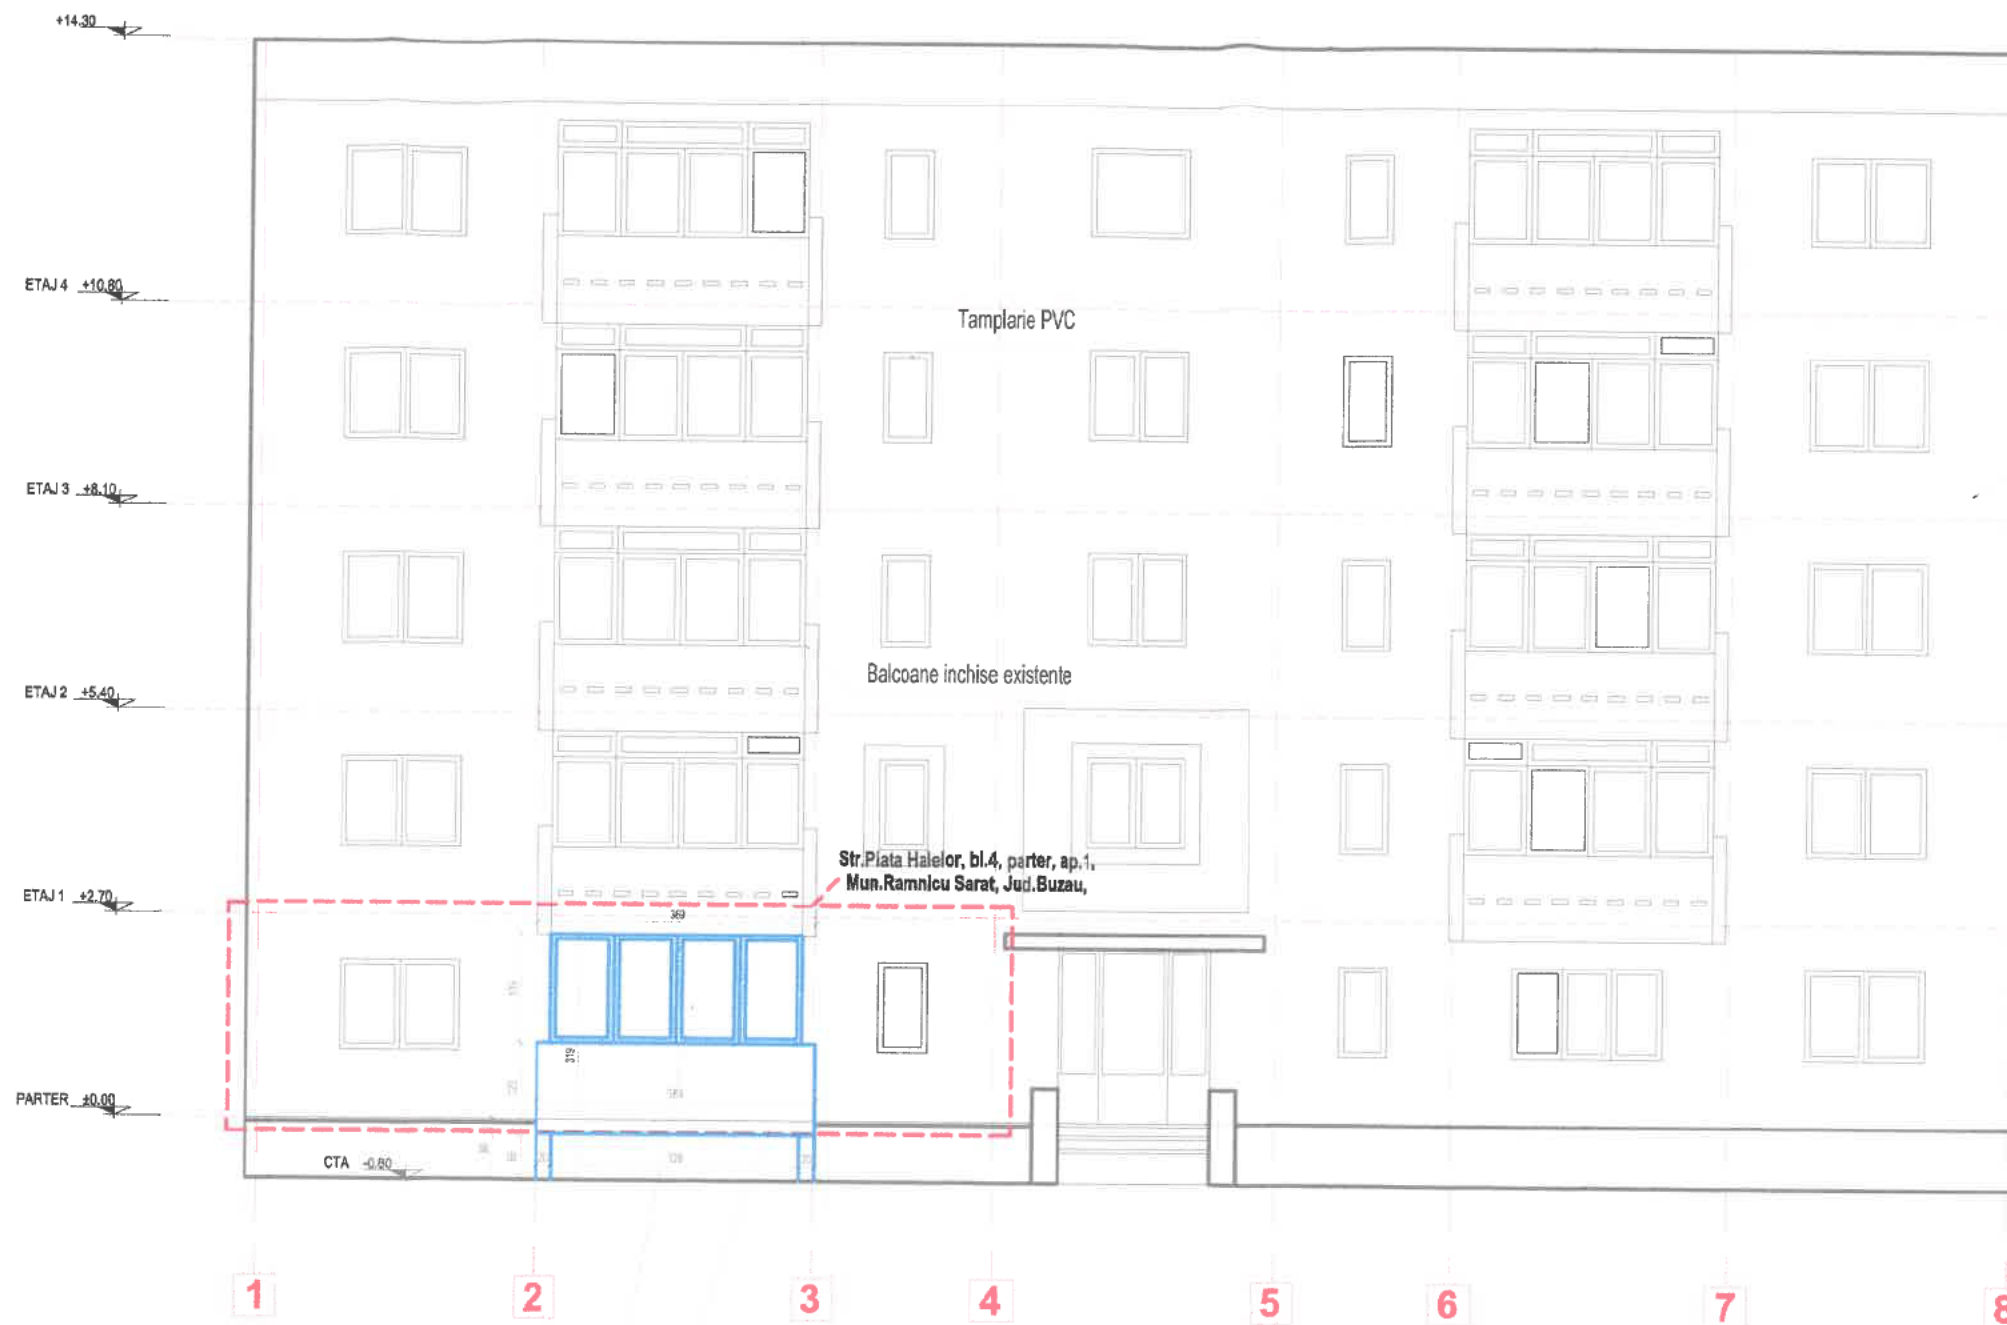 +14.30
ETAJ 4 +10.80
Tamplarie PVC
ETAJ 3 +8.10
Balcoane inchise existente
ETAJ 2 +5.40
Str.Piata Halelor, bl.4, parter, ap.1,
Mun.Ramnicu Sarat, Jud.Buzau,
ETAJ 1 +2.70
369
319
PARTER ±0.00
CTA -0.80
1 2 3 4 5 6 7 8